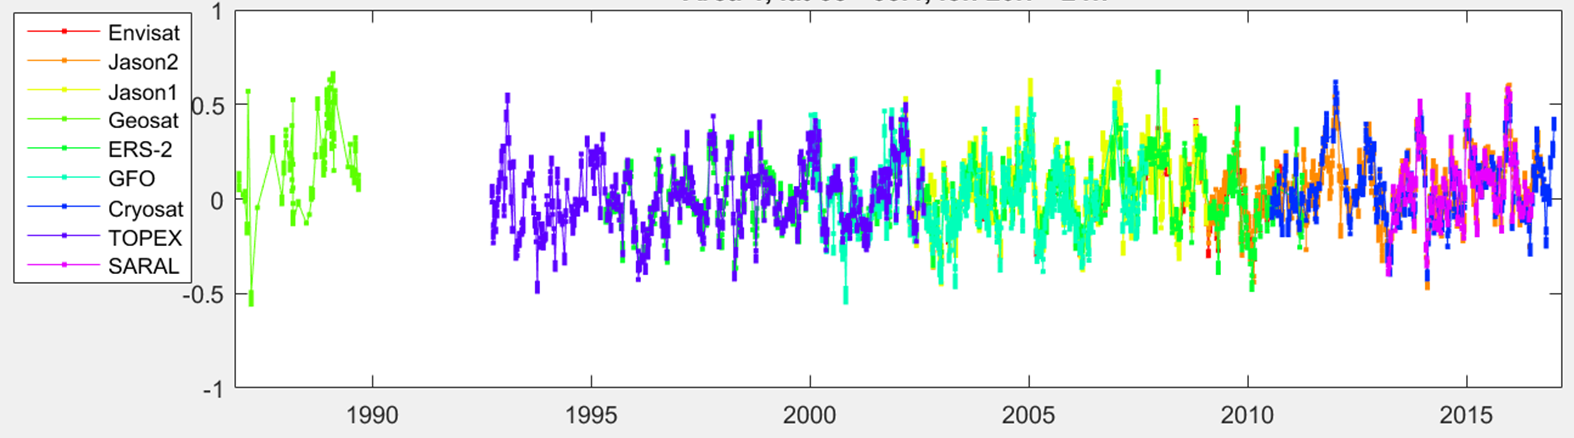 Envisat
Jason2
Jason1
Geosat
ERS-2
GFO
Cryosat
TOPEX
SARAL
1
0.5
0
-0.5
-1
1990
1995
2000
2005
2010
2015